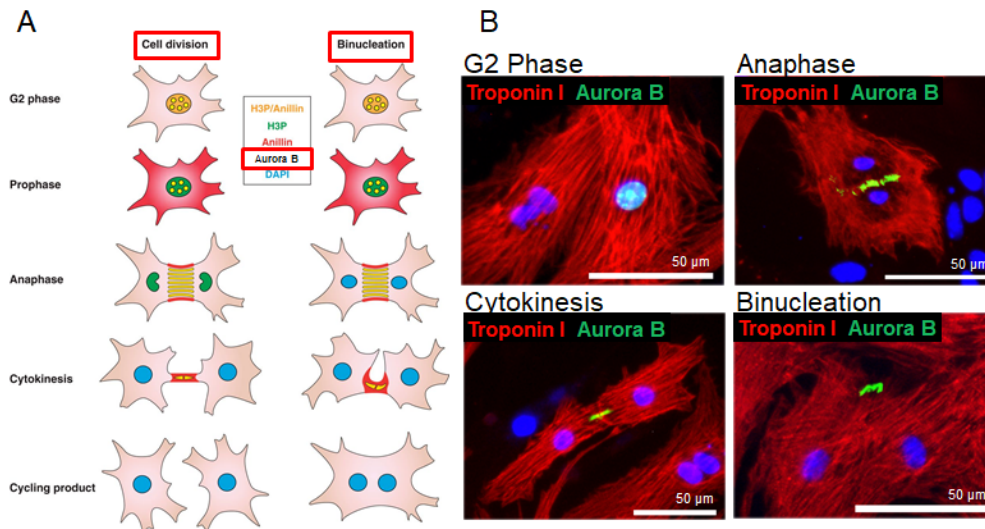 A
B
Cell division
Binucleation
G2 phase
H3P/Anillin
H3P
Anillin
Aurora B
DAPI
Prophase
Anaphase
Cytokinesis
Cycling product
G2 Phase
Anaphase
Troponin I Aurora B
Troponin I Aurora B
50 µm
50 µm
Cytokinesis
Binucleation
Troponin I Aurora B
Troponin I Aurora B
50 µm
50 µm